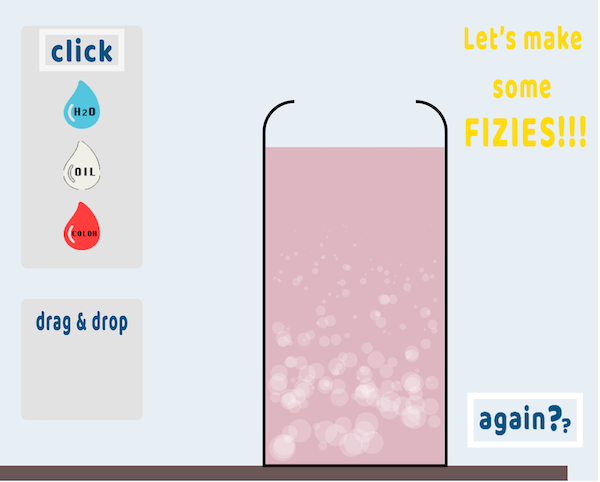 click
H2O
OIL
COLOR
drag & drop
Let's make
some
FIZIES!!!
again??